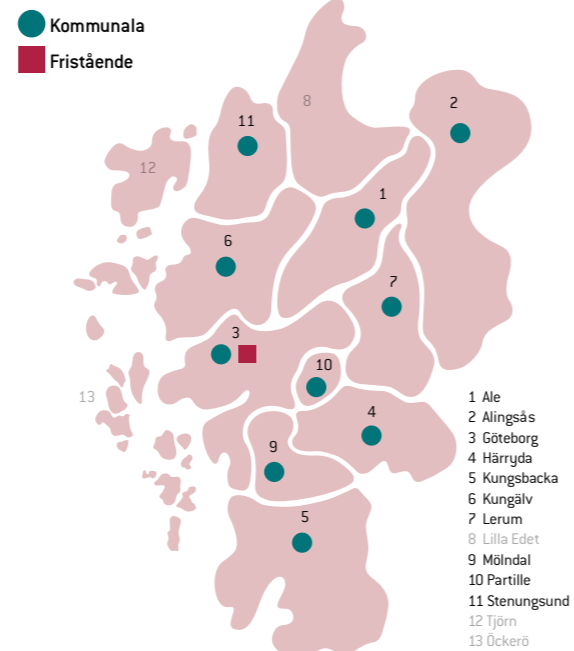 Kommunala
Fristående
8
2
11
12
1
6
7
3
10
13
4
9
5
1 Ale
2 Alingsås
3 Göteborg
4 Härryda
5 Kungsbacka
6 Kungälv
7 Lerum
8 Lilla Edet
9 Mölndal
10 Partille
11 Stenungsund
12 Tjörn
13 Öckerö